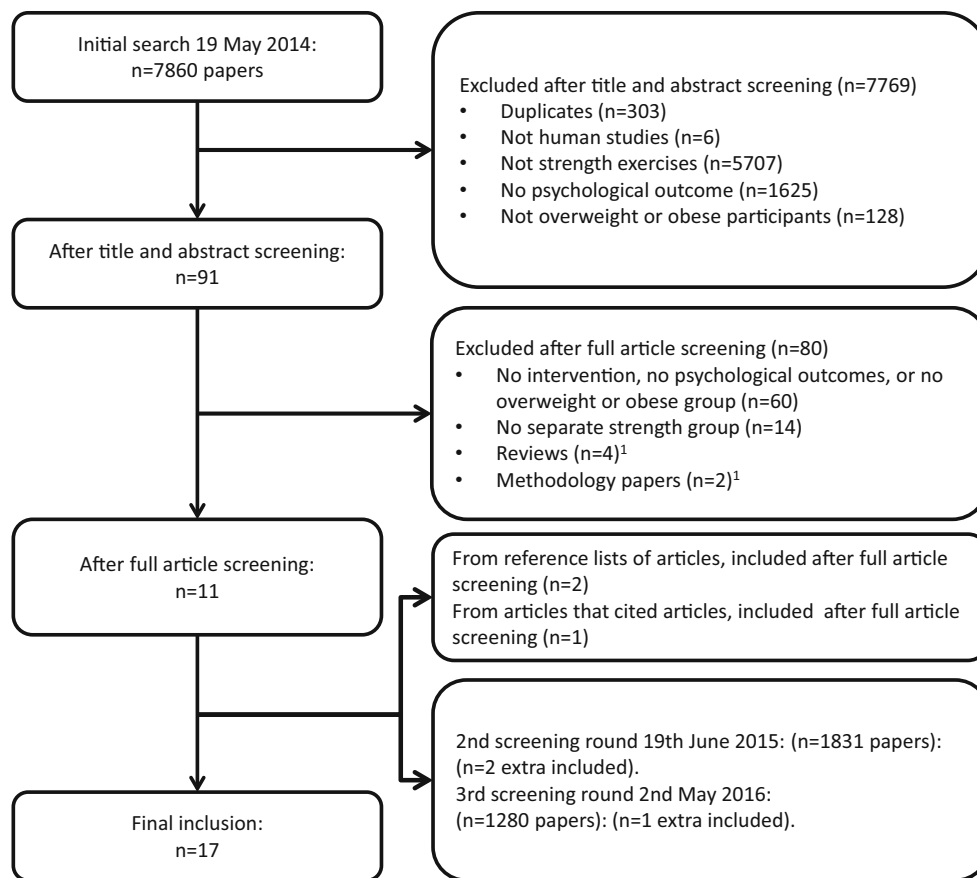 Initial search 19 May 2014:
n=7860 papers
Excluded after title and abstract screening (n=7769)
• Duplicates (n=303)
• Not human studies (n=6)
• Not strength exercises (n=5707)
• No psychological outcome (n=1625)
• Not overweight or obese participants (n=128)
After title and abstract screening:
n=91
Excluded after full article screening (n=80)
• No intervention, no psychological outcomes, or no
overweight or obese group (n=60)
• No separate strength group (n=14)
• Reviews (n=4)¹
• Methodology papers (n=2)¹
After full article screening:
n=11
From reference lists of articles, included after full article
screening (n=2)
From articles that cited articles, included after full article
screening (n=1)
2nd screening round 19th June 2015: (n=1831 papers):
(n=2 extra included).
3rd screening round 2nd May 2016:
(n=1280 papers): (n=1 extra included).
Final inclusion:
n=17